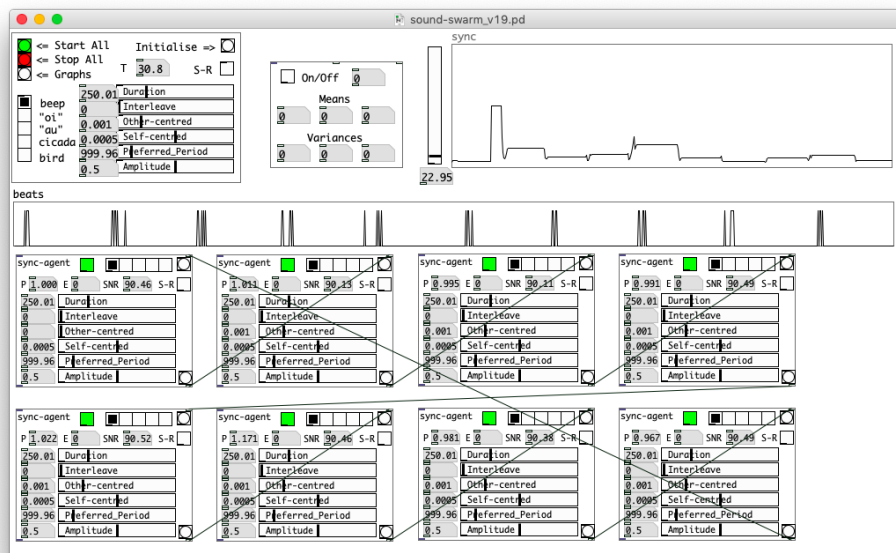 sound-swarm_v19.pd
<= Start All
Initialise =>
<= Stop All
T 30.8 S-R
<= Graphs
beep
"oi"
"au"
cicada
bird
250.01 Duration
0 Interleave
0.001 Other-centred
0.0005 Self-centred
999.96 Preferred_Period
0.5 Amplitude
On/Off 0
Means
0 0 0
Variances
0 0 0
22.95
sync
beats
sync-agent
P 1.000 E 0 SNR 90.46 S-R
250.01 Duration
0 Interleave
0 Other-centred
0.0005 Self-centred
999.96 Preferred_Period
0.5 Amplitude
sync-agent
P 1.011 E 0 SNR 90.13 S-R
250.01 Duration
0 Interleave
0.001 Other-centred
0.0005 Self-centred
999.96 Preferred_Period
0.5 Amplitude
sync-agent
P 0.995 E 0 SNR 90.11 S-R
250.01 Duration
0 Interleave
0.001 Other-centred
0.0005 Self-centred
999.96 Preferred_Period
0.5 Amplitude
sync-agent
P 0.991 E 0 SNR 90.49 S-R
250.01 Duration
0 Interleave
0.001 Other-centred
0.0005 Self-centred
999.96 Preferred_Period
0.5 Amplitude
sync-agent
P 1.022 E 0 SNR 90.52 S-R
250.01 Duration
0 Interleave
0.001 Other-centred
0.0005 Self-centred
999.96 Preferred_Period
0.5 Amplitude
sync-agent
P 1.171 E 0 SNR 90.46 S-R
250.01 Duration
0 Interleave
0.001 Other-centred
0.0005 Self-centred
999.96 Preferred_Period
0.5 Amplitude
sync-agent
P 0.981 E 0 SNR 90.38 S-R
250.01 Duration
0 Interleave
0.001 Other-centred
0.0005 Self-centred
999.96 Preferred_Period
0.5 Amplitude
sync-agent
P 0.967 E 0 SNR 90.49 S-R
250.01 Duration
0 Interleave
0.001 Other-centred
0.0005 Self-centred
999.96 Preferred_Period
0.5 Amplitude